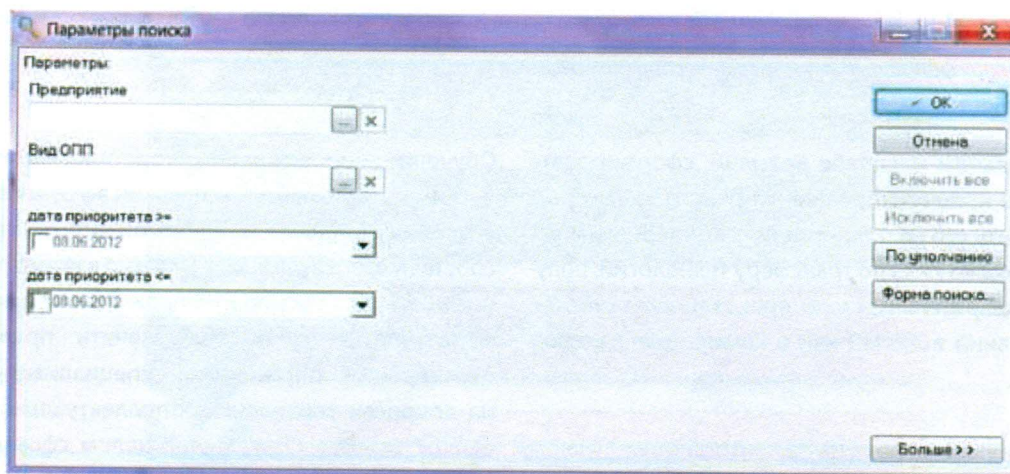 Параметры поиска
Параметры:
Предприятие
... x
Вид ОПП
... x
дата приоритета >=
08.06.2012
дата приоритета <=
08.06.2012
OK
Отмена
Включить все
Исключить все
По умолчанию
Форма поиска...
Больше >>